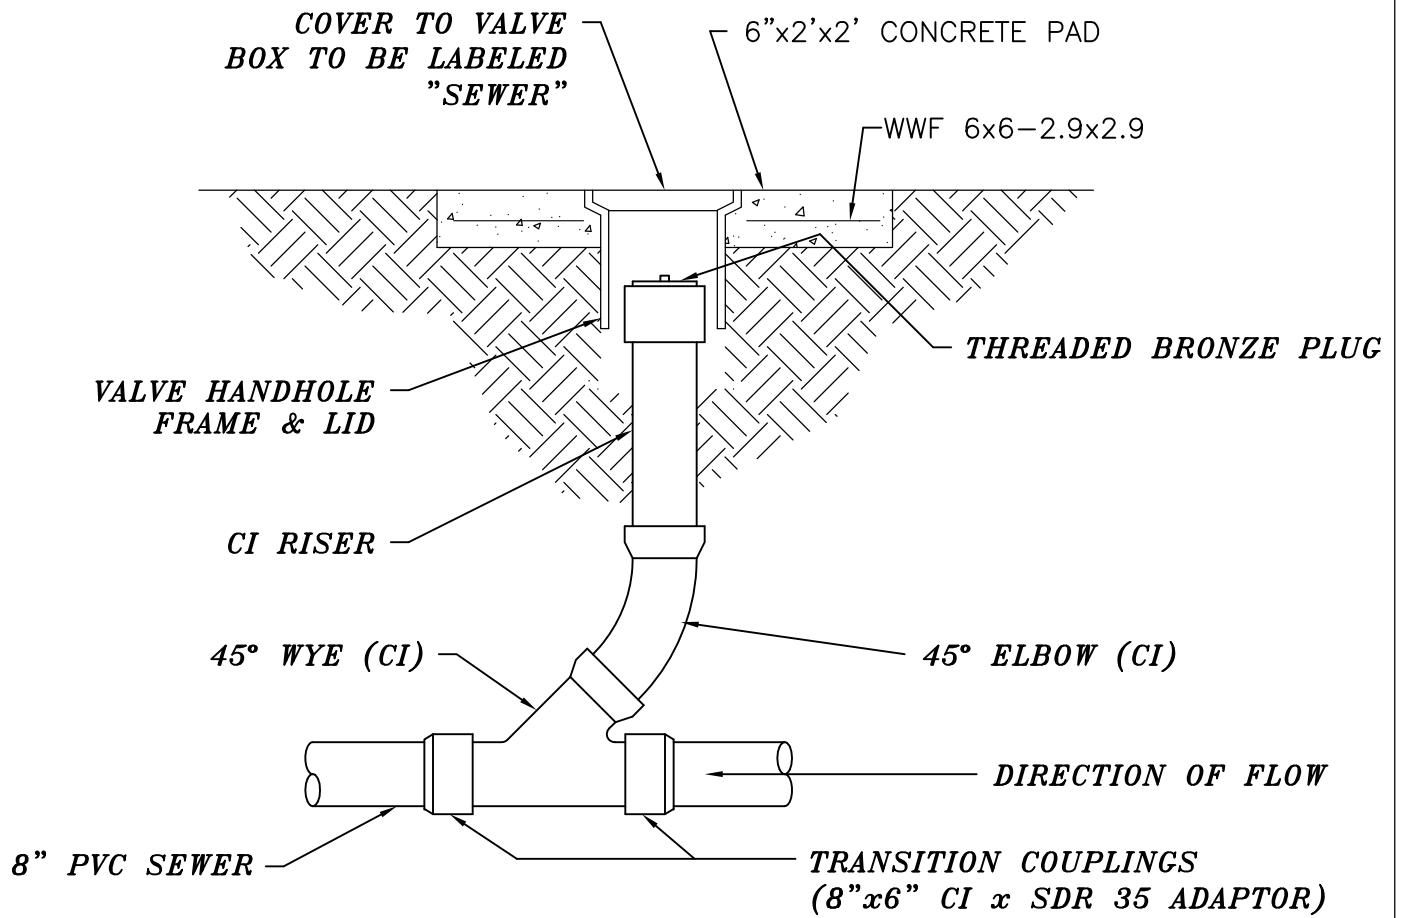 COVER TO VALVE
BOX TO BE LABELED
"SEWER"
6"x2'x2' CONCRETE PAD
WWF 6x6-2.9x2.9
THREADED BRONZE PLUG
VALVE HANDHOLE
FRAME & LID
CI RISER
45° WYE (CI)
45° ELBOW (CI)
DIRECTION OF FLOW
8" PVC SEWER
TRANSITION COUPLINGS
(8"x6" CI x SDR 35 ADAPTOR)